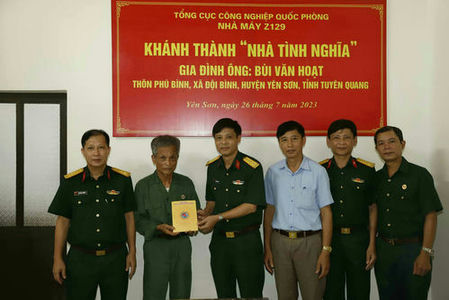 TỔNG CỤC CÔNG NGHIỆP QUỐC PHÒNG
NHÀ MÁY Z129
KHÁNH THÀNH "NHÀ TÌNH NGHĨA"
GIA ĐÌNH ÔNG: BÙI VĂN HOẠT
THÔN PHÚ BÌNH, XÃ ĐỘI BÌNH, HUYỆN YÊN SƠN, TỈNH TUYÊN QUANG
Yên Sơn, ngày 26 tháng 7 năm 2023